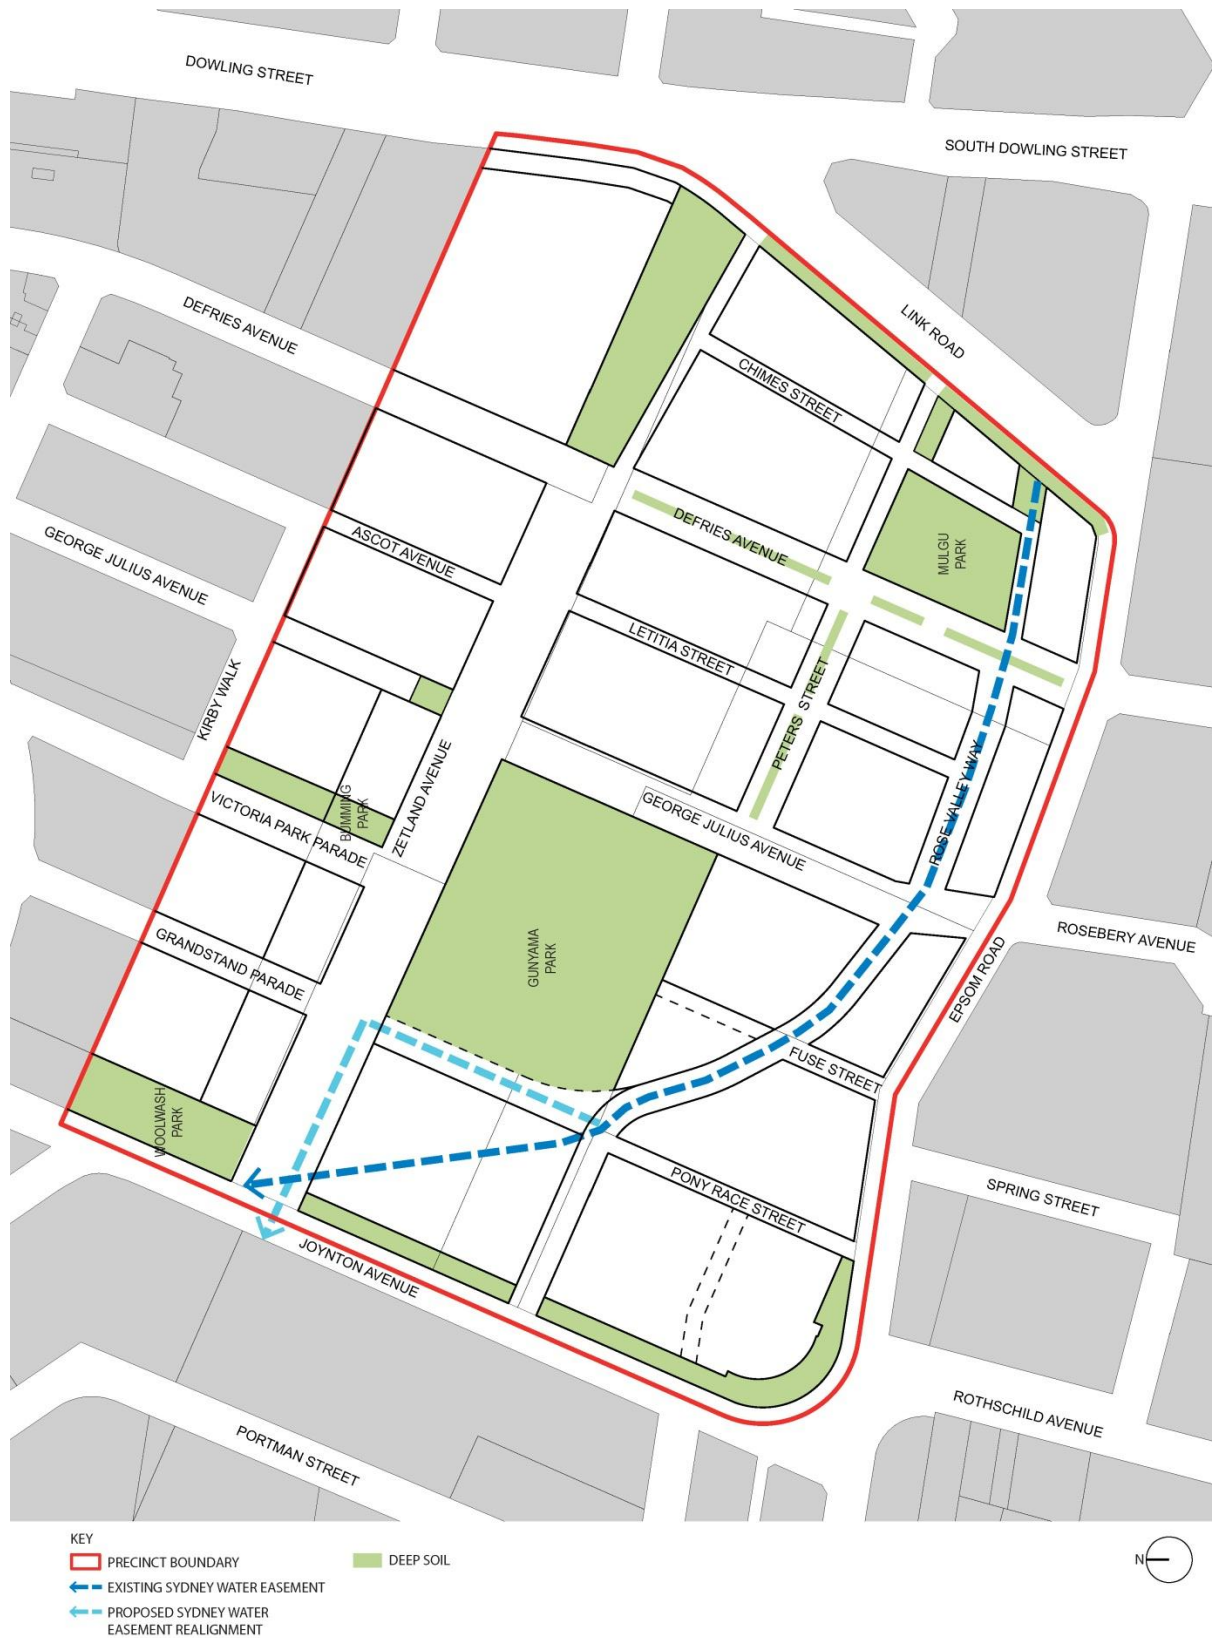 DOWLING STREET
SOUTH DOWLING STREET
LINK ROAD
DEFRIES AVENUE
CHIMES STREET
GEORGE JULIUS AVENUE
ASCOT AVENUE
DEFRIES AVENUE
MULGU
PARK
LETITIA STREET
PETERS STREET
KIRBY WALK
ZETLAND AVENUE
BUMMING
PARK
VICTORIA PARK PARADE
GEORGE JULIUS AVENUE
ROSE VALLEY WAY
GRANDSTAND PARADE
GUNYAMA
PARK
ROSEBERY AVENUE
EPSOM ROAD
FUSE STREET
WOOLWASH
PARK
PONY RACE STREET
SPRING STREET
JOYNTON AVENUE
ROTHSCHILD AVENUE
PORTMAN STREET
KEY
PRECINCT BOUNDARY
EXISTING SYDNEY WATER EASEMENT
PROPOSED SYDNEY WATER
EASEMENT REALIGNMENT
DEEP SOIL
N